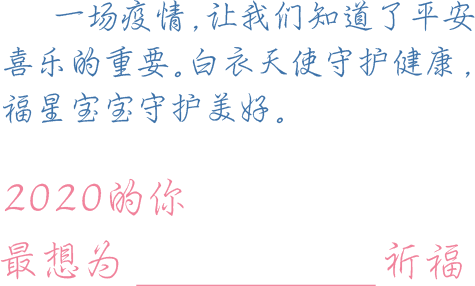 一场疫情,让我们知道了平安
喜乐的重要。白衣天使守护健康,
福星宝宝守护美好。
2020的你
最想为 ____________ 祈福